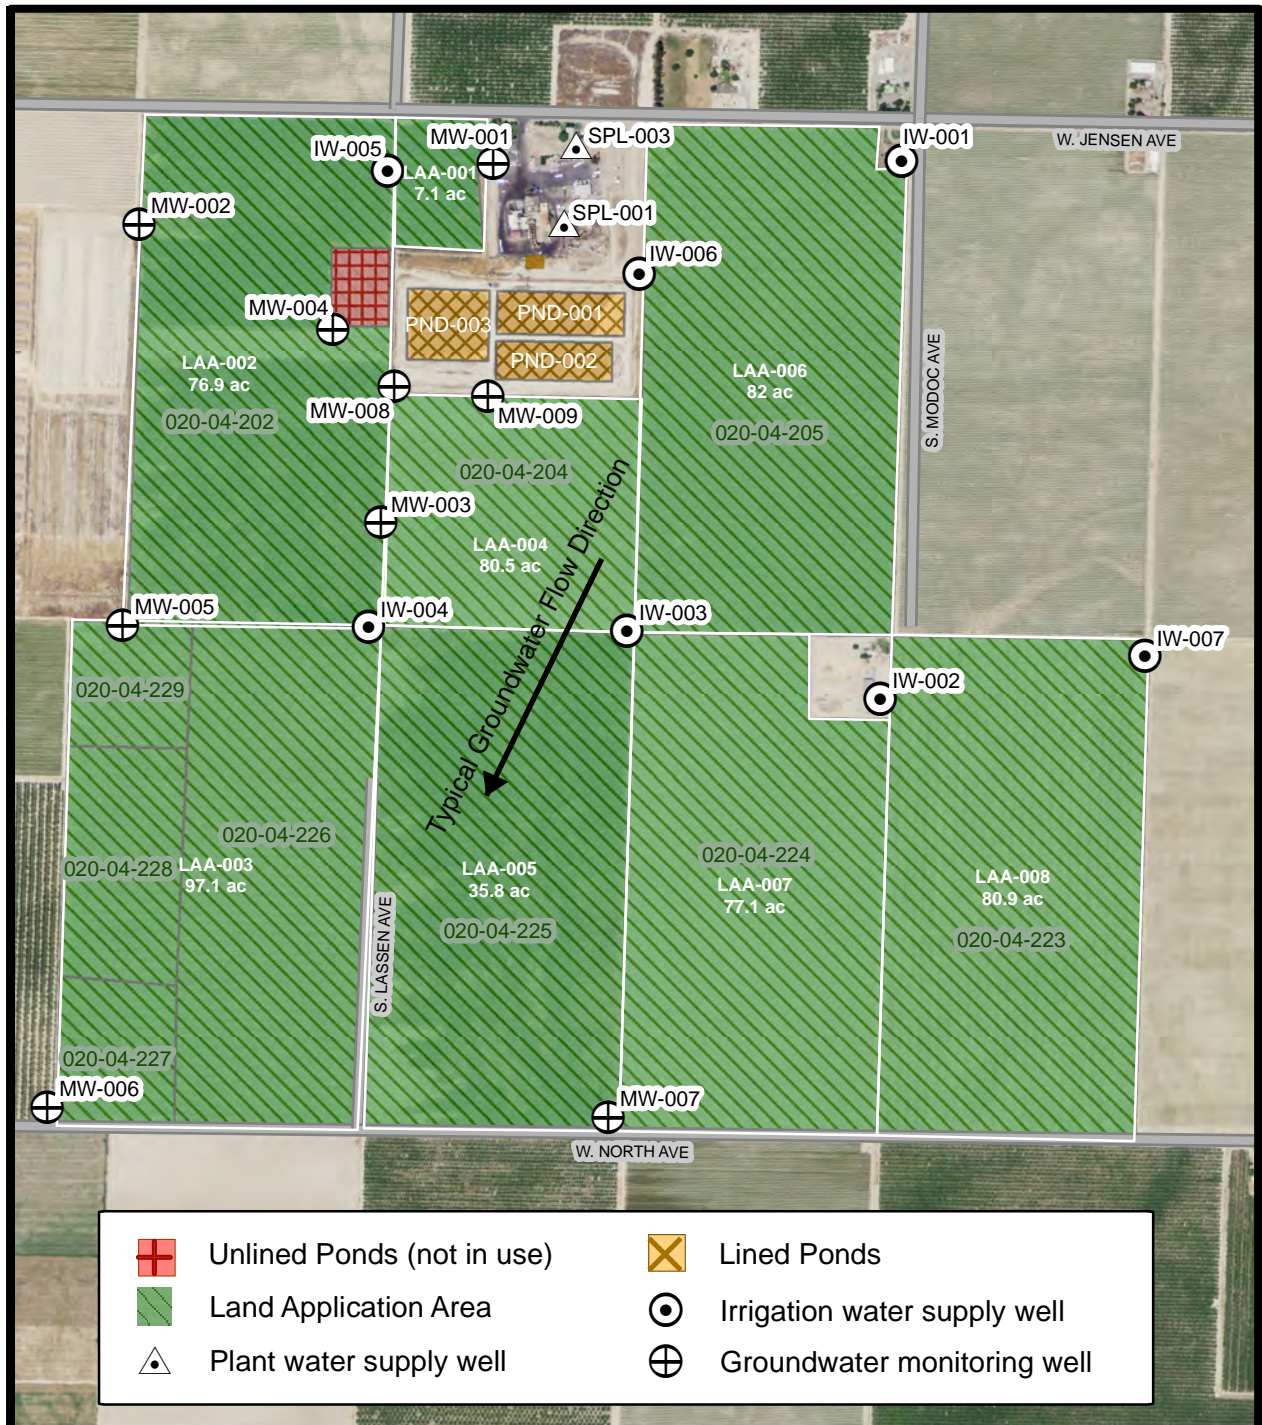 W. JENSEN AVE
IW-005
MW-001
SPL-003
IW-001
LAA-001
7.1 ac
MW-002
SPL-001
IW-006
MW-004
PND-003
PND-001
PND-002
LAA-002
76.9 ac
020-04-202
MW-008
MW-009
LAA-006
82 ac
020-04-205
S. MODOC AVE
020-04-204
MW-003
LAA-004
80.5 ac
Typical Groundwater Flow Direction
MW-005
IW-004
IW-003
IW-007
IW-002
020-04-229
020-04-226
020-04-228
LAA-003
97.1 ac
S. LASSEN AVE
LAA-005
35.8 ac
020-04-225
020-04-224
LAA-007
77.1 ac
LAA-008
80.9 ac
020-04-223
020-04-227
MW-006
MW-007
W. NORTH AVE
Unlined Ponds (not in use)
Lined Ponds
Land Application Area
Irrigation water supply well
Plant water supply well
Groundwater monitoring well